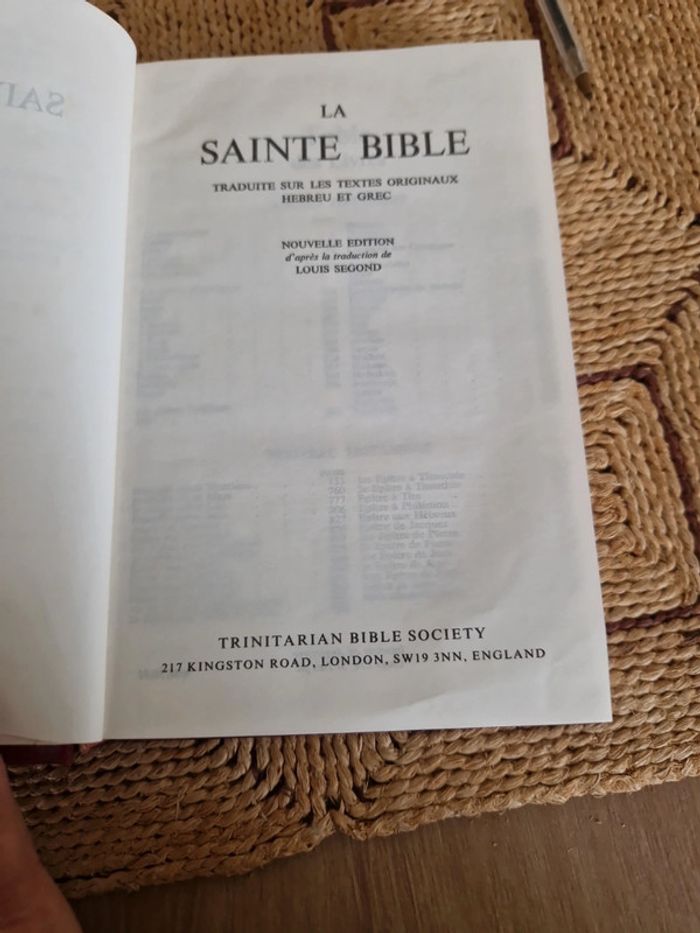 LA
SAINTE BIBLE
TRADUITE SUR LES TEXTES ORIGINAUX
HEBREU ET GREC
NOUVELLE EDITION
d'après la traduction de
LOUIS SEGOND
TRINITARIAN BIBLE SOCIETY
217 KINGSTON ROAD, LONDON, SW19 3NN, ENGLAND